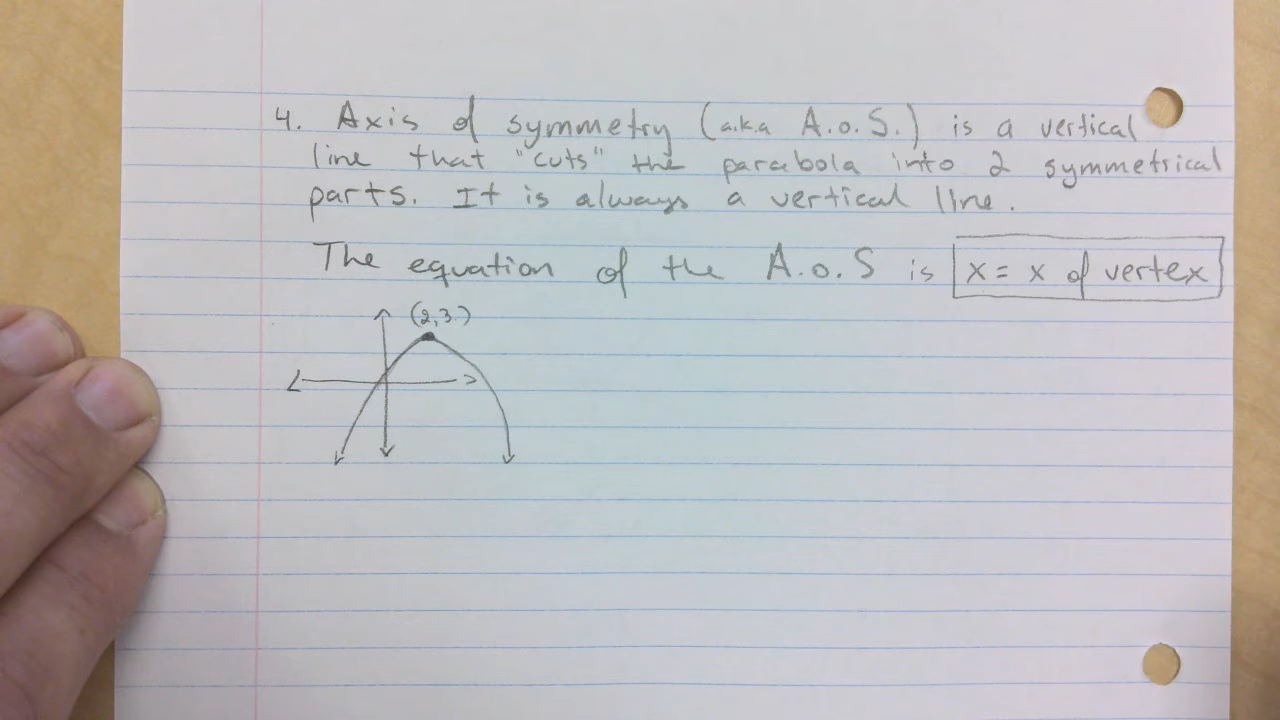 4. Axis of symmetry (a.k.a A.o.S.) is a vertical
line that "cuts" the parabola into 2 symmetrical
parts. It is always a vertical line.
The equation of the A.o.S is x = x of vertex
(2,3)